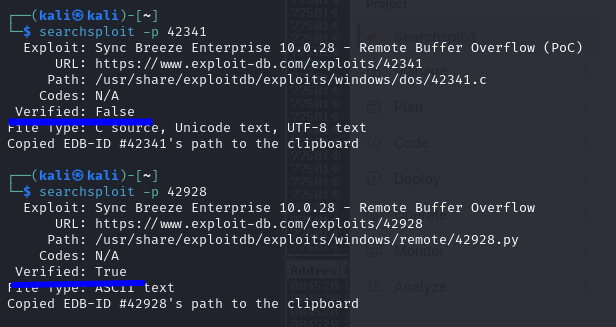 ┌──(kali㉿kali)-[~]
└─$ searchsploit -p 42341
Exploit: Sync Breeze Enterprise 10.0.28 - Remote Buffer Overflow (PoC)
URL: https://www.exploit-db.com/exploits/42341
Path: /usr/share/exploitdb/exploits/windows/dos/42341.c
Codes: N/A
Verified: False
File Type: C source, Unicode text, UTF-8 text
Copied EDB-ID #42341's path to the clipboard
┌──(kali㉿kali)-[~]
└─$ searchsploit -p 42928
Exploit: Sync Breeze Enterprise 10.0.28 - Remote Buffer Overflow
URL: https://www.exploit-db.com/exploits/42928
Path: /usr/share/exploitdb/exploits/windows/remote/42928.py
Codes: N/A
Verified: True
File Type: ASCII text
Copied EDB-ID #42928's path to the clipboard
Project
Plan
Code
Deploy
Monitor
Analyze
Address